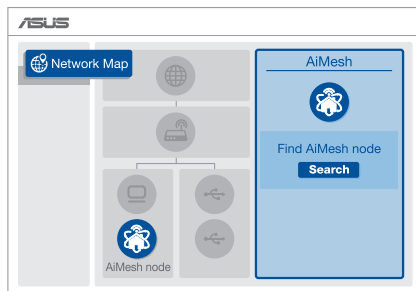 ASUS
Network Map
AiMesh
Find AiMesh node
Search
AiMesh node